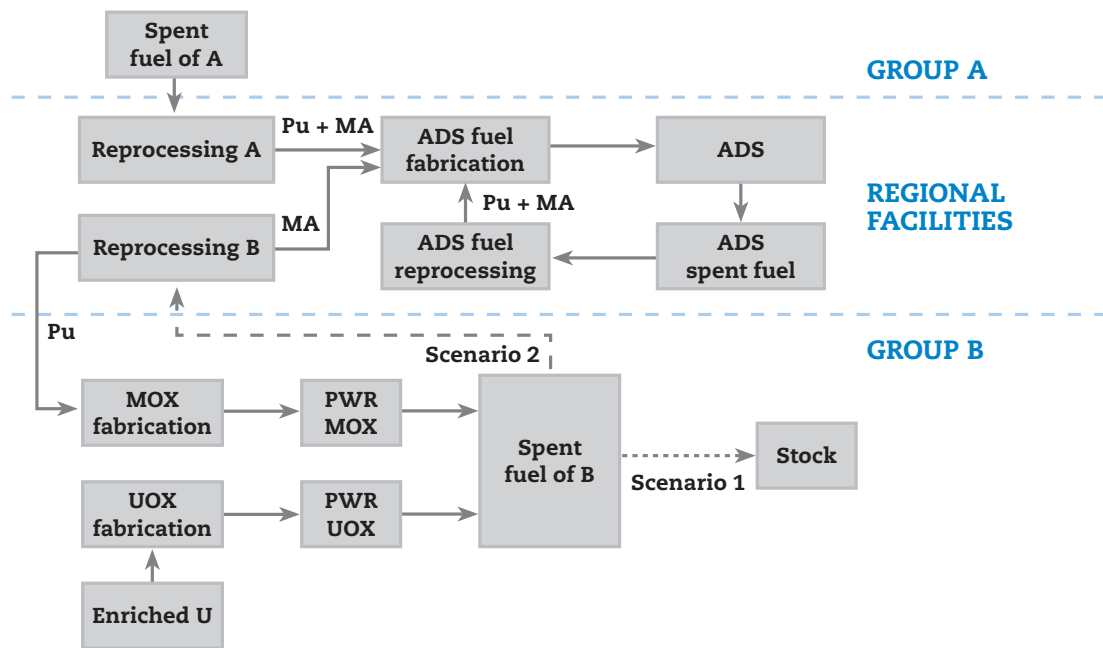 Spent
fuel of A
GROUP A
Reprocessing A
Pu + MA
ADS fuel
fabrication
ADS
REGIONAL
FACILITIES
Reprocessing B
MA
Pu + MA
ADS fuel
reprocessing
ADS
spent fuel
Pu
Scenario 2
GROUP B
MOX
fabrication
PWR
MOX
Spent
fuel of B
Stock
Scenario 1
UOX
fabrication
PWR
UOX
Enriched U